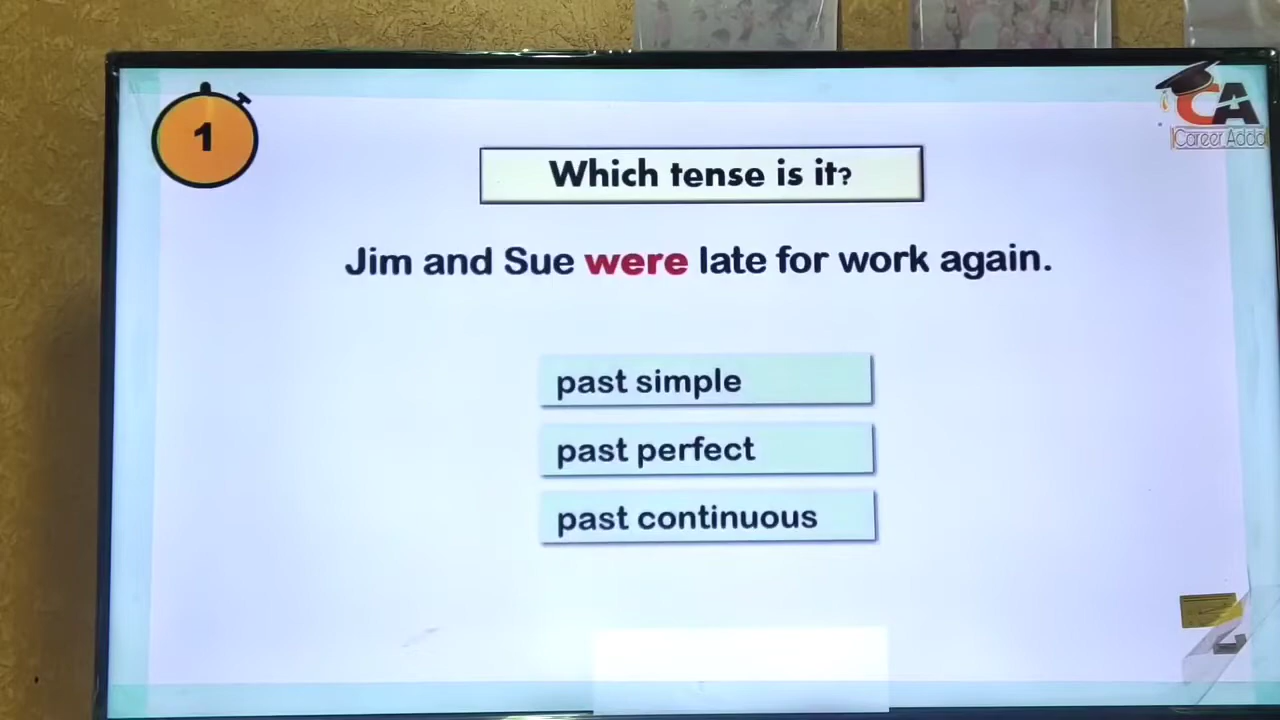 1
CA
Career Adda
Which tense is it?
Jim and Sue were late for work again.
past simple
past perfect
past continuous